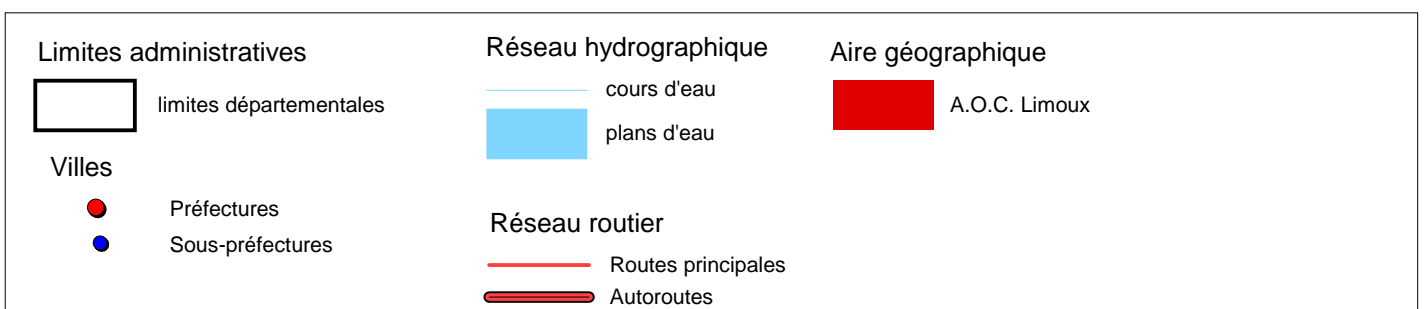 Limites administratives
limites départementales
Villes
Préfectures
Sous-préfectures
Réseau hydrographique
cours d'eau
plans d'eau
Réseau routier
Routes principales
Autoroutes
Aire géographique
A.O.C. Limoux